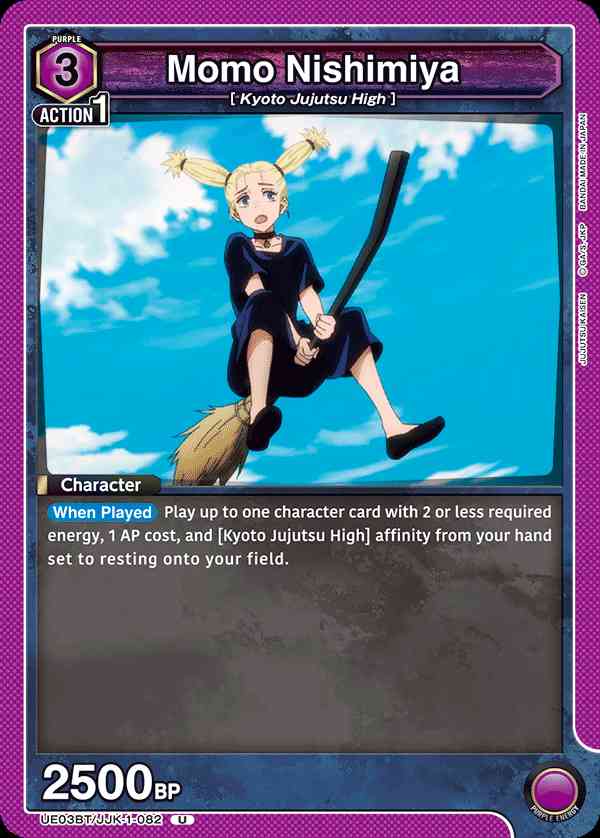 PURPLE
3
Momo Nishimiya
[Kyoto Jujutsu High]
ACTION 1
JUJUTSU KAISEN ©GA/S,JKP BANDAI MADE IN JAPAN
Character
When Played Play up to one character card with 2 or less required
energy, 1 AP cost, and [Kyoto Jujutsu High] affinity from your hand
set to resting onto your field.
2500BP
UE03BT/JJK-1-082 U
PURPLE ENERGY